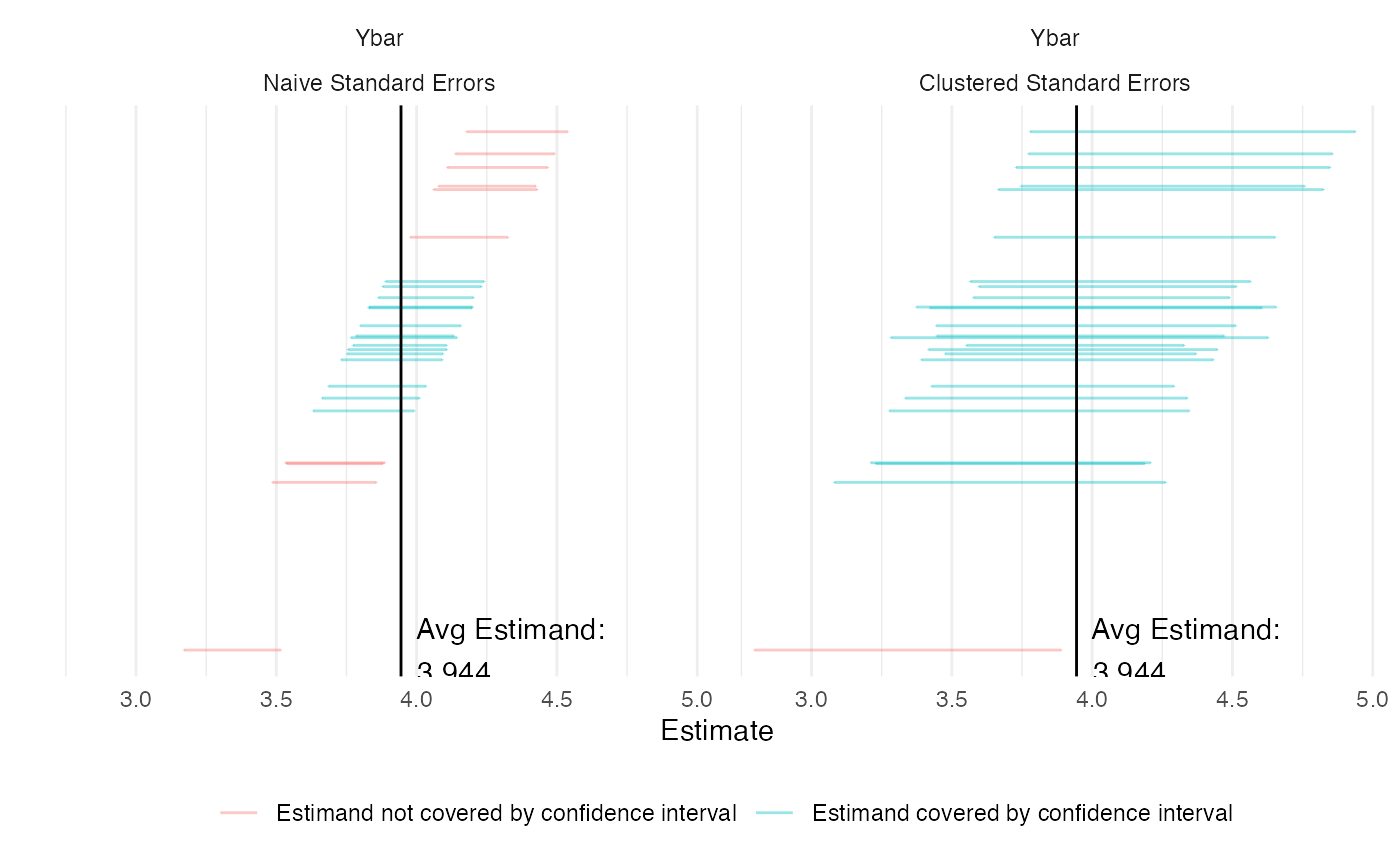 Ybar Ybar
Naive Standard Errors Clustered Standard Errors
Avg Estimand: Avg Estimand:
3.944 3.944
3.0 3.5 4.0 4.5 5.0 3.0 3.5 4.0 4.5 5.0
Estimate
Estimand not covered by confidence interval Estimand covered by confidence interval